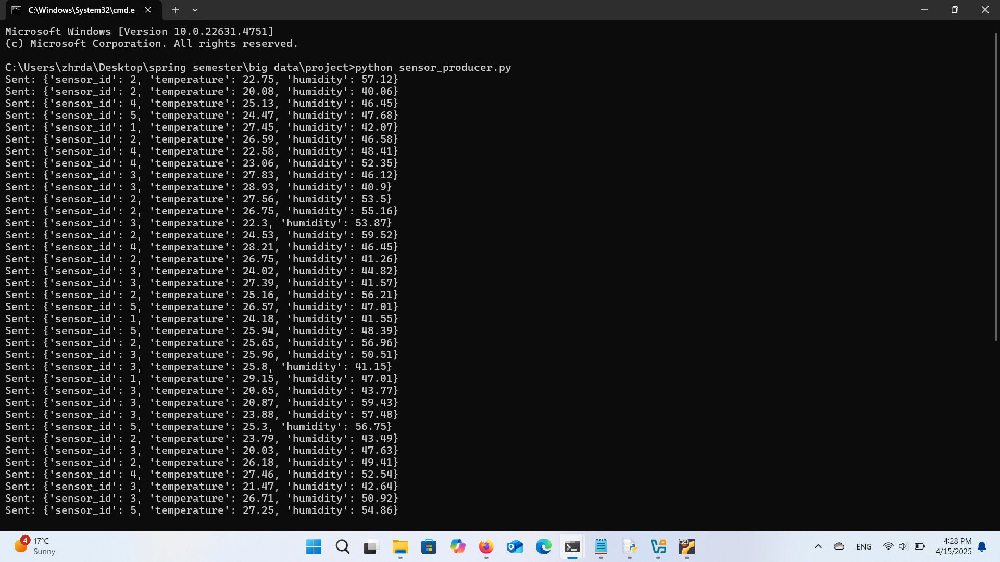 C:\Windows\System32\cmd.e
Microsoft Windows [Version 10.0.22631.4751]
(c) Microsoft Corporation. All rights reserved.
C:\Users\zhrda\Desktop\spring semester\big data\project>python sensor_producer.py
Sent: {'sensor_id': 2, 'temperature': 22.75, 'humidity': 57.12}
Sent: {'sensor_id': 2, 'temperature': 20.08, 'humidity': 40.06}
Sent: {'sensor_id': 4, 'temperature': 25.13, 'humidity': 46.45}
Sent: {'sensor_id': 5, 'temperature': 24.47, 'humidity': 47.68}
Sent: {'sensor_id': 1, 'temperature': 27.45, 'humidity': 42.07}
Sent: {'sensor_id': 2, 'temperature': 26.59, 'humidity': 46.58}
Sent: {'sensor_id': 4, 'temperature': 22.58, 'humidity': 48.41}
Sent: {'sensor_id': 4, 'temperature': 23.06, 'humidity': 52.35}
Sent: {'sensor_id': 3, 'temperature': 27.83, 'humidity': 46.12}
Sent: {'sensor_id': 3, 'temperature': 28.93, 'humidity': 40.9}
Sent: {'sensor_id': 2, 'temperature': 27.56, 'humidity': 53.5}
Sent: {'sensor_id': 2, 'temperature': 26.75, 'humidity': 55.16}
Sent: {'sensor_id': 3, 'temperature': 22.3, 'humidity': 53.87}
Sent: {'sensor_id': 2, 'temperature': 24.53, 'humidity': 59.52}
Sent: {'sensor_id': 4, 'temperature': 28.21, 'humidity': 46.45}
Sent: {'sensor_id': 2, 'temperature': 26.75, 'humidity': 41.26}
Sent: {'sensor_id': 3, 'temperature': 24.02, 'humidity': 44.82}
Sent: {'sensor_id': 3, 'temperature': 27.39, 'humidity': 41.57}
Sent: {'sensor_id': 2, 'temperature': 25.16, 'humidity': 56.21}
Sent: {'sensor_id': 5, 'temperature': 26.57, 'humidity': 47.01}
Sent: {'sensor_id': 1, 'temperature': 24.18, 'humidity': 41.55}
Sent: {'sensor_id': 5, 'temperature': 25.94, 'humidity': 48.39}
Sent: {'sensor_id': 2, 'temperature': 25.65, 'humidity': 56.96}
Sent: {'sensor_id': 3, 'temperature': 25.96, 'humidity': 50.51}
Sent: {'sensor_id': 3, 'temperature': 25.8, 'humidity': 41.15}
Sent: {'sensor_id': 1, 'temperature': 29.15, 'humidity': 47.01}
Sent: {'sensor_id': 3, 'temperature': 20.65, 'humidity': 43.77}
Sent: {'sensor_id': 3, 'temperature': 20.87, 'humidity': 59.43}
Sent: {'sensor_id': 3, 'temperature': 23.88, 'humidity': 57.48}
Sent: {'sensor_id': 5, 'temperature': 25.3, 'humidity': 56.75}
Sent: {'sensor_id': 2, 'temperature': 23.79, 'humidity': 43.49}
Sent: {'sensor_id': 3, 'temperature': 20.03, 'humidity': 47.63}
Sent: {'sensor_id': 2, 'temperature': 26.18, 'humidity': 49.41}
Sent: {'sensor_id': 4, 'temperature': 27.46, 'humidity': 52.54}
Sent: {'sensor_id': 3, 'temperature': 21.47, 'humidity': 42.64}
Sent: {'sensor_id': 3, 'temperature': 26.71, 'humidity': 50.92}
Sent: {'sensor_id': 5, 'temperature': 27.25, 'humidity': 54.86}
4
17°C
Sunny
x64
ENG
4:28 PM
4/15/2025